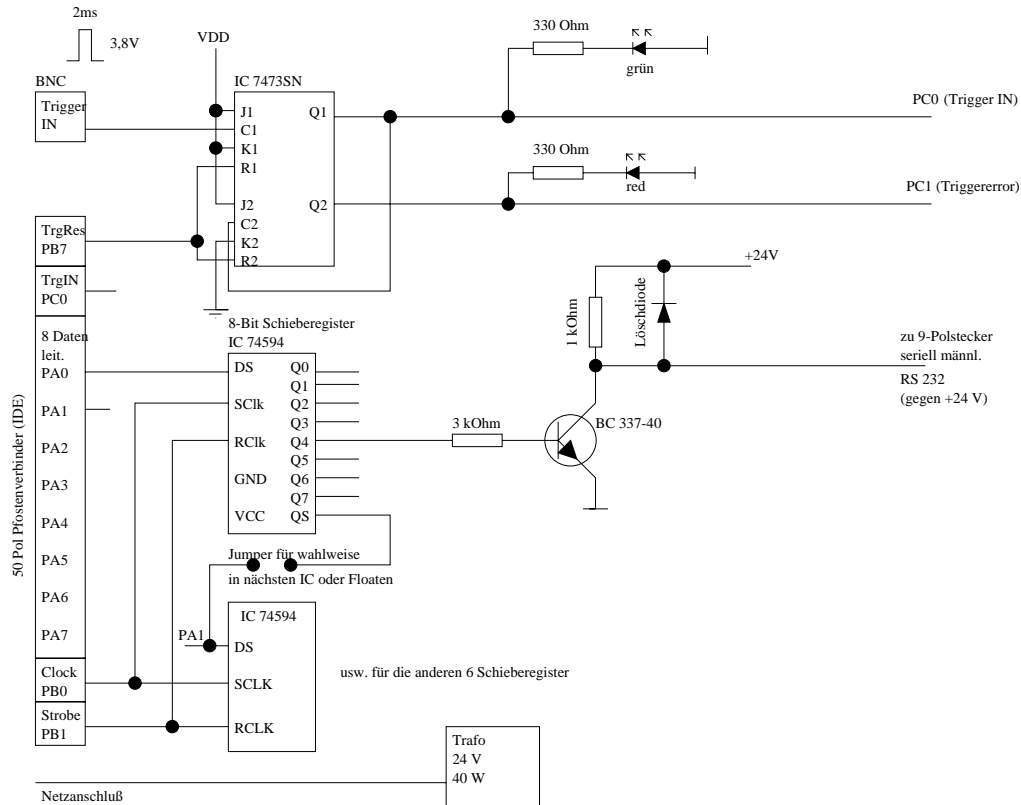 2ms
3,8V
VDD
330 Ohm
grün
BNC
IC 7473SN
Trigger
IN
J1
C1
K1
R1
J2
C2
K2
R2
Q1
Q2
PC0 (Trigger IN)
330 Ohm
red
PC1 (Triggererror)
TrgRes
PB7
TrgIN
PC0
+24V
1 kOhm
Löschdiode
zu 9-Polstecker
seriell männl.
RS 232
(gegen +24 V)
8-Bit Schieberegister
IC 74594
DS
SClk
RClk
GND
VCC
Q0
Q1
Q2
Q3
Q4
Q5
Q6
Q7
QS
3 kOhm
BC 337-40
50 Pol Pfostenverbinder (IDE)
8 Daten
leit.
PA0
PA1
PA2
PA3
PA4
PA5
PA6
PA7
Jumper für wahlweise
in nächsten IC oder Floaten
IC 74594
PA1
DS
SCLK
RCLK
usw. für die anderen 6 Schieberegister
Clock
PB0
Strobe
PB1
Trafo
24 V
40 W
Netzanschluß